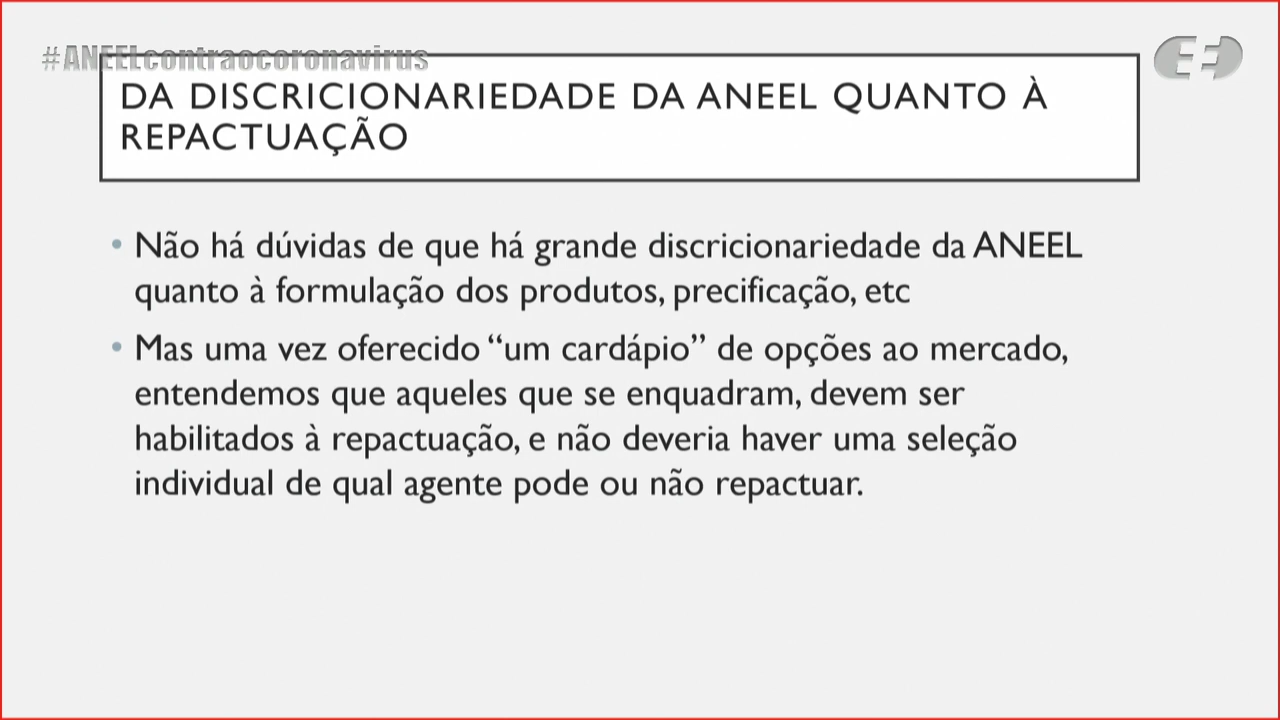 #ANEELcontraocoronavirus
DA DISCRICIONARIEDADE DA ANEEL QUANTO À
REPACTUAÇÃO
• Não há dúvidas de que há grande discricionariedade da ANEEL
quanto à formulação dos produtos, precificação, etc
• Mas uma vez oferecido “um cardápio” de opções ao mercado,
entendemos que aqueles que se enquadram, devem ser
habilitados à repactuação, e não deveria haver uma seleção
individual de qual agente pode ou não repactuar.